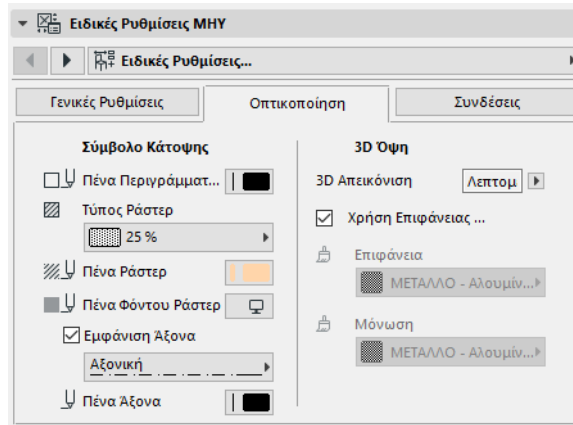 Ειδικές Ρυθμίσεις ΜΗΥ
Ειδικές Ρυθμίσεις...
Γενικές Ρυθμίσεις
Οπτικοποίηση
Συνδέσεις
Σύμβολο Κάτοψης
Πένα Περιγράμματ...
Τύπος Ράστερ
25 %
Πένα Ράστερ
Πένα Φόντου Ράστερ
Εμφάνιση Άξονα
Αξονική
Πένα Άξονα
3D Όψη
3D Απεικόνιση
Λεπτομ
Χρήση Επιφάνειας ...
Επιφάνεια
ΜΕΤΑΛΛΟ - Αλουμίν...
Μόνωση
ΜΕΤΑΛΛΟ - Αλουμίν...